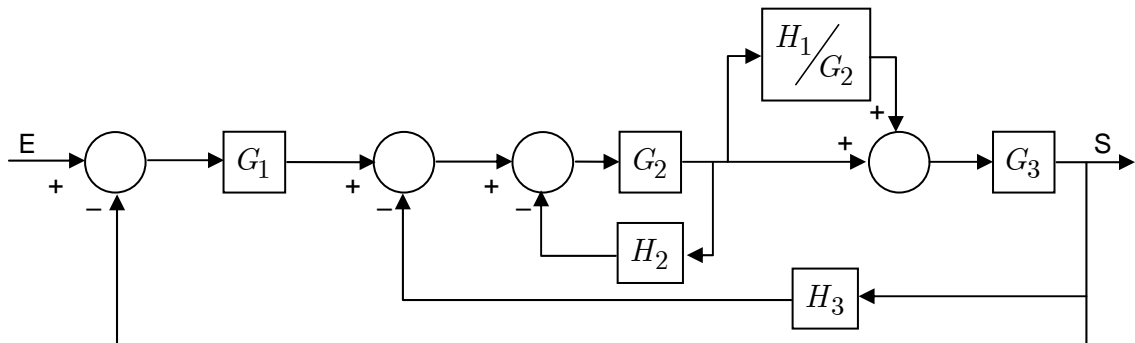 H₁/G₂
+
E
+
−
G₁
+
−
+
−
G₂
+
G₃
S
H₂
H₃